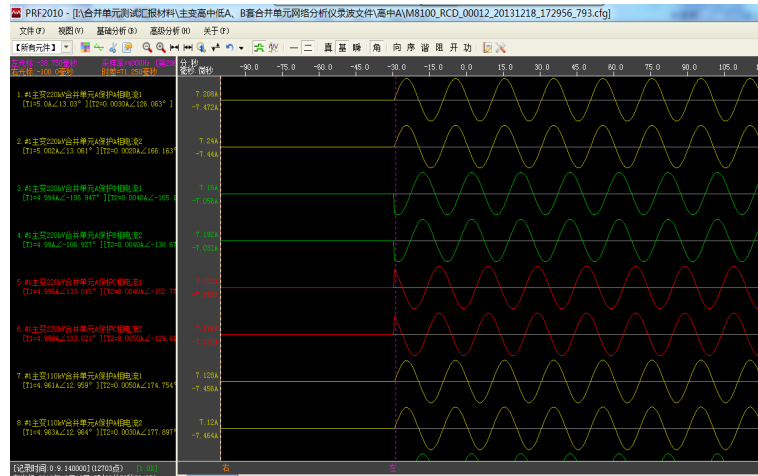 PRF2010 - [I:\合并单元测试汇报材料\主变高中低A、B套合并单元网络分析仪录波文件\高中A\M8100_RCD_00012_20131218_172956_793.cfg]
文件(F) 视图(V) 基础分析(B) 高级分析(H) 关于(F)
【所有元件】 真 基 瞬 角 向 序 谐 阻 开 功
左光标:-28.750毫秒 采样率=4000Hz
右光标:-100.0毫秒 时差=71.250毫秒
分:秒
毫秒 微秒
-90.0 -75.0 -60.0 -45.0 -30.0 -15.0 0.00 15.0 30.0 45.0 60.0 75.0 90.0 105.0
1.#1主变220kV合并单元A保护A相电流1
[T1=5.0A∠13.03° ][T2=0.0030A∠126.063° ]
7.208A
-7.472A
2.#1主变220kV合并单元A保护A相电流2
[T1=5.002A∠13.061° ][T2=0.0020A∠166.163°
7.24A
-7.44A
3.#1主变220kV合并单元A保护B相电流1
[T1=4.994A∠-106.947° ][T2=0.0040A∠-165.1
7.16A
-7.056A
4.#1主变220kV合并单元A保护B相电流2
[T1=4.99A∠-106.927° ][T2=0.0040A∠-138.67
7.192A
-7.032A
5.#1主变220kV合并单元A保护C相电流1
[T1=4.996A∠133.015° ][T2=0.0040A∠-152.77
6.#1主变220kV合并单元A保护C相电流2
[T1=4.999A∠133.021° ][T2=0.0050A∠-129.61
7.#1主变110kV合并单元A保护A相电流1
[T1=4.961A∠12.959° ][T2=0.0050A∠174.754°
7.128A
-7.456A
8.#1主变110kV合并单元A保护A相电流2
[T1=4.963A∠12.964° ][T2=0.0030A∠177.897°
7.12A
-7.464A
[记录时间:0:9.140000](12703点) [1.0X] 右 左